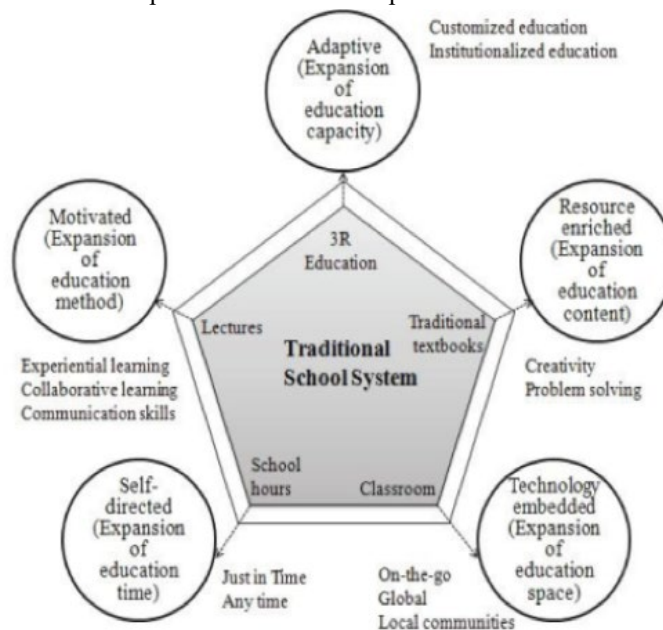 Adaptive
(Expansion
of
education
capacity)
Customized education
Institutionalized education
Motivated
(Expansion
of
education
method)
Resource
enriched
(Expansion
of
education
content)
3R
Education
Lectures
Traditional
textbooks
Traditional
School System
Experiential learning
Collaborative learning
Communication skills
Creativity
Problem solving
School
hours
Classroom
Self-
directed
(Expansion
of
education
time)
Technology
embedded
(Expansion
of
education
space)
Just in Time
Any time
On-the-go
Global
Local communities